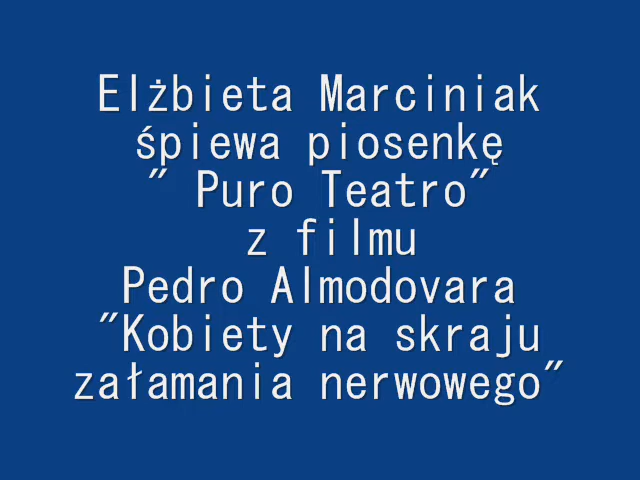 Elżbieta Marciniak
śpiewa piosenkę
" Puro Teatro"
z filmu
Pedro Almodovara
"Kobiety na skraju
załamania nerwowego"